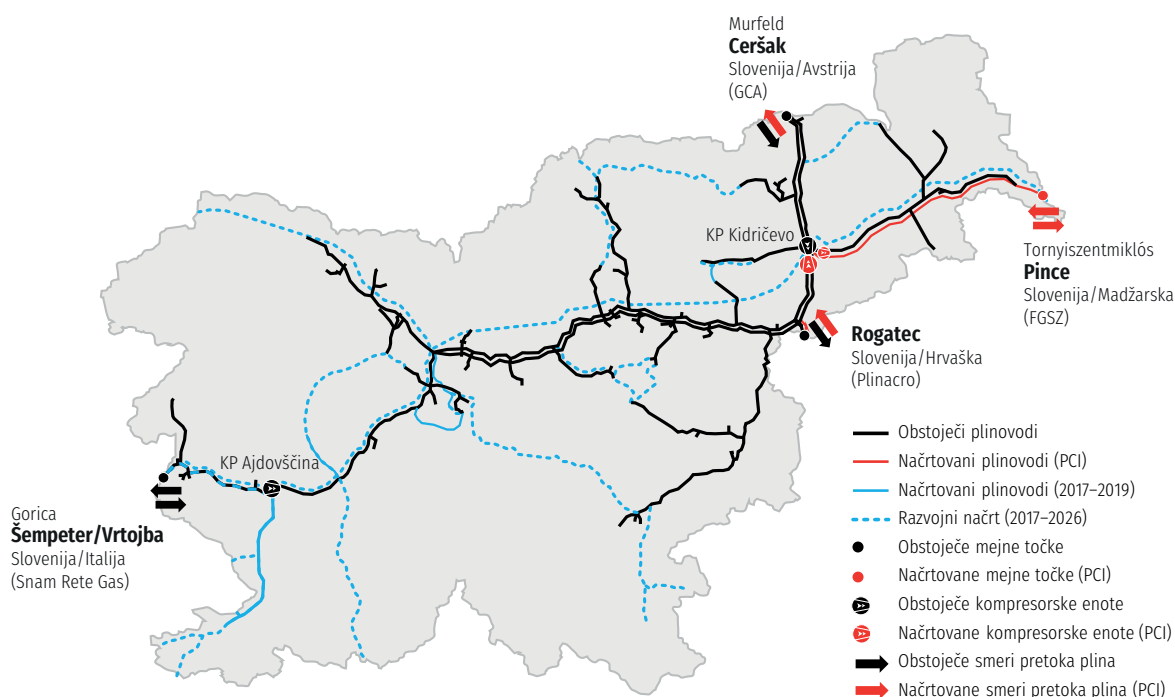 Murfeld
Ceršak
Slovenija/Avstrija
(GCA)
KP Kidričevo
Tornyiszentmiklós
Pince
Slovenija/Madžarska
(FGSZ)
Rogatec
Slovenija/Hrvaška
(Plinacro)
KP Ajdovščina
Gorica
Šempeter/Vrtojba
Slovenija/Italija
(Snam Rete Gas)
Obstoječi plinovodi
Načrtovani plinovodi (PCI)
Načrtovani plinovodi (2017–2019)
Razvojni načrt (2017–2026)
Obstoječe mejne točke
Načrtovane mejne točke (PCI)
Obstoječe kompresorske enote
Načrtovane kompresorske enote (PCI)
Obstoječe smeri pretoka plina
Načrtovane smeri pretoka plina (PCI)